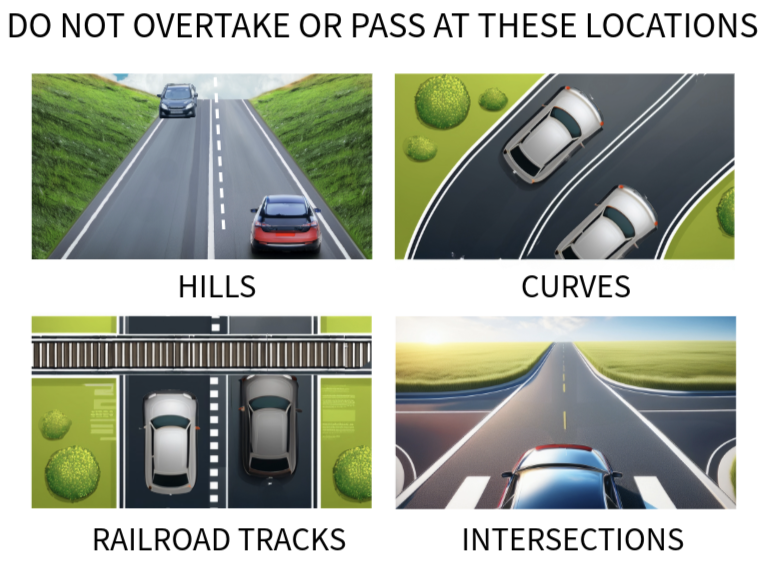 DO NOT OVERTAKE OR PASS AT THESE LOCATIONS
HILLS
CURVES
RAILROAD TRACKS
INTERSECTIONS